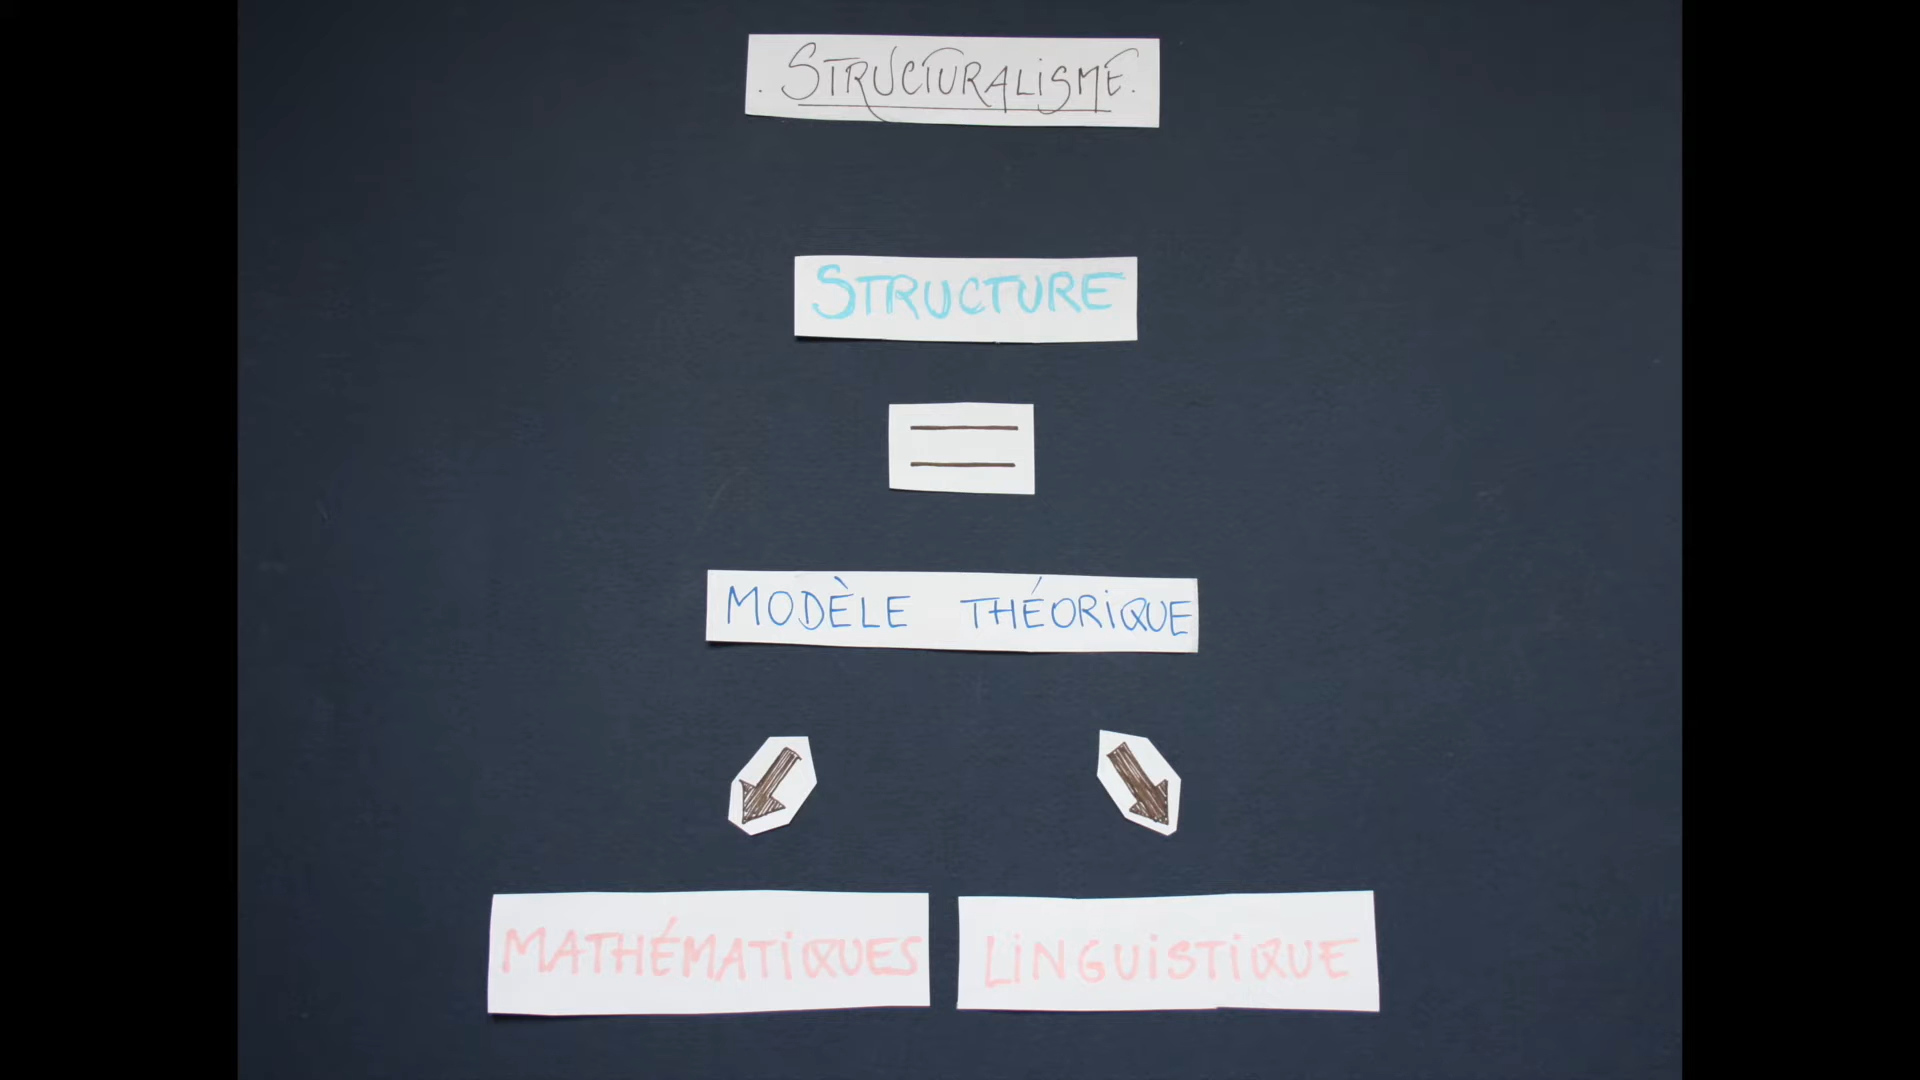 . STRUCTURALiSME.
STRUCTURE
=
MODÈLE THÉORiQUE
MATHÉMATiQUES
LiNGUiSTiQUE